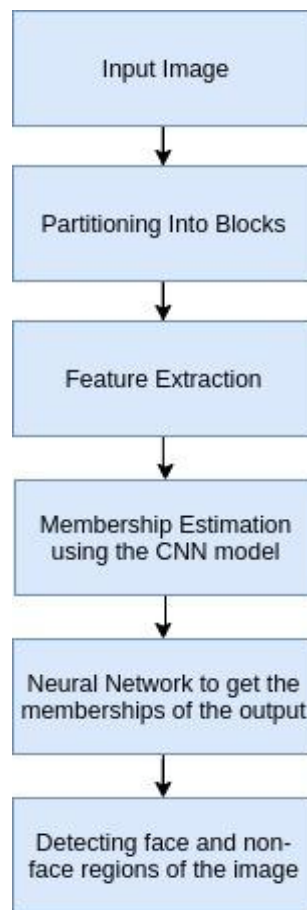 Input Image
Partitioning Into Blocks
Feature Extraction
Membership Estimation
using the CNN model
Neural Network to get the
memberships of the output
Detecting face and non-
face regions of the image